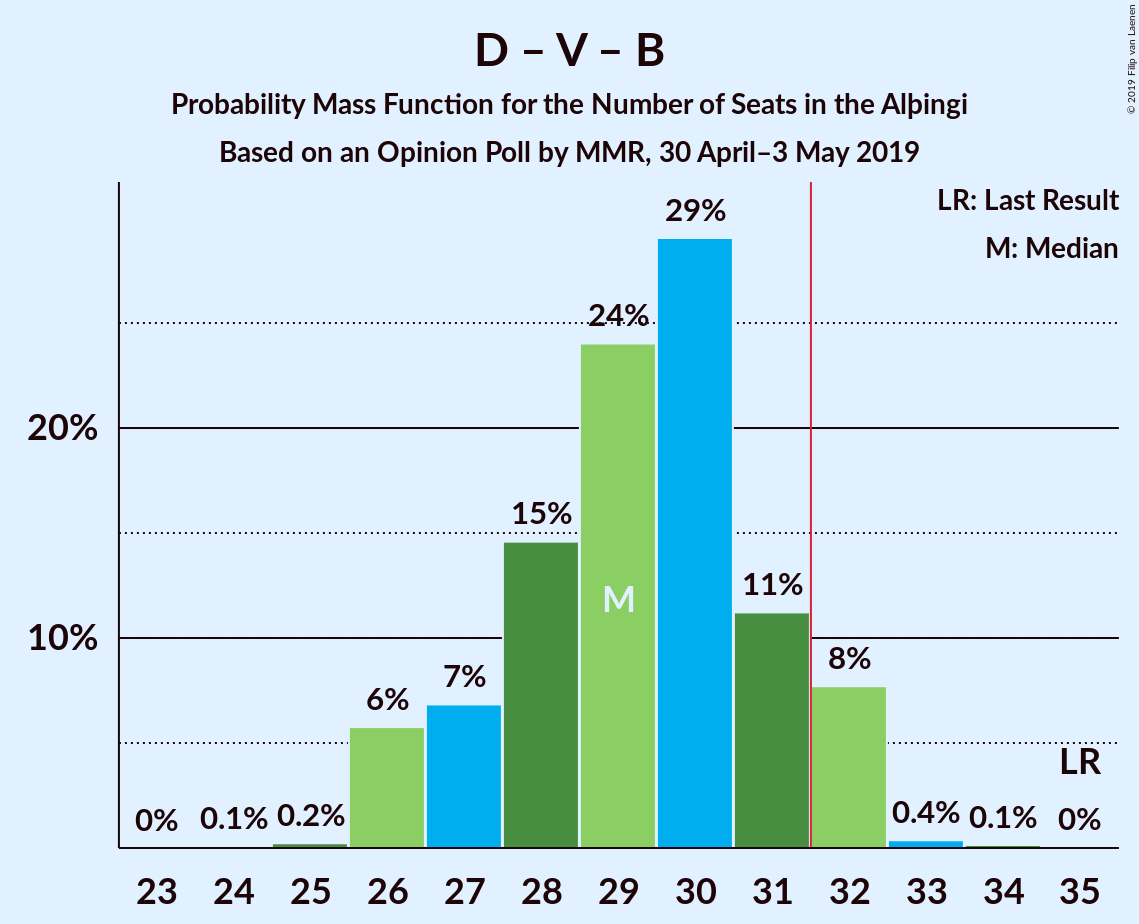 D – V – B
Probability Mass Function for the Number of Seats in the Alþingi
Based on an Opinion Poll by MMR, 30 April–3 May 2019
© 2019 Filip van Laenen
LR: Last Result
M: Median
29%
24%
20%
15%
M
11%
10%
8%
7%
6%
LR
0%
0.1%
0.2%
0.4%
0.1%
0%
23 24 25 26 27 28 29 30 31 32 33 34 35